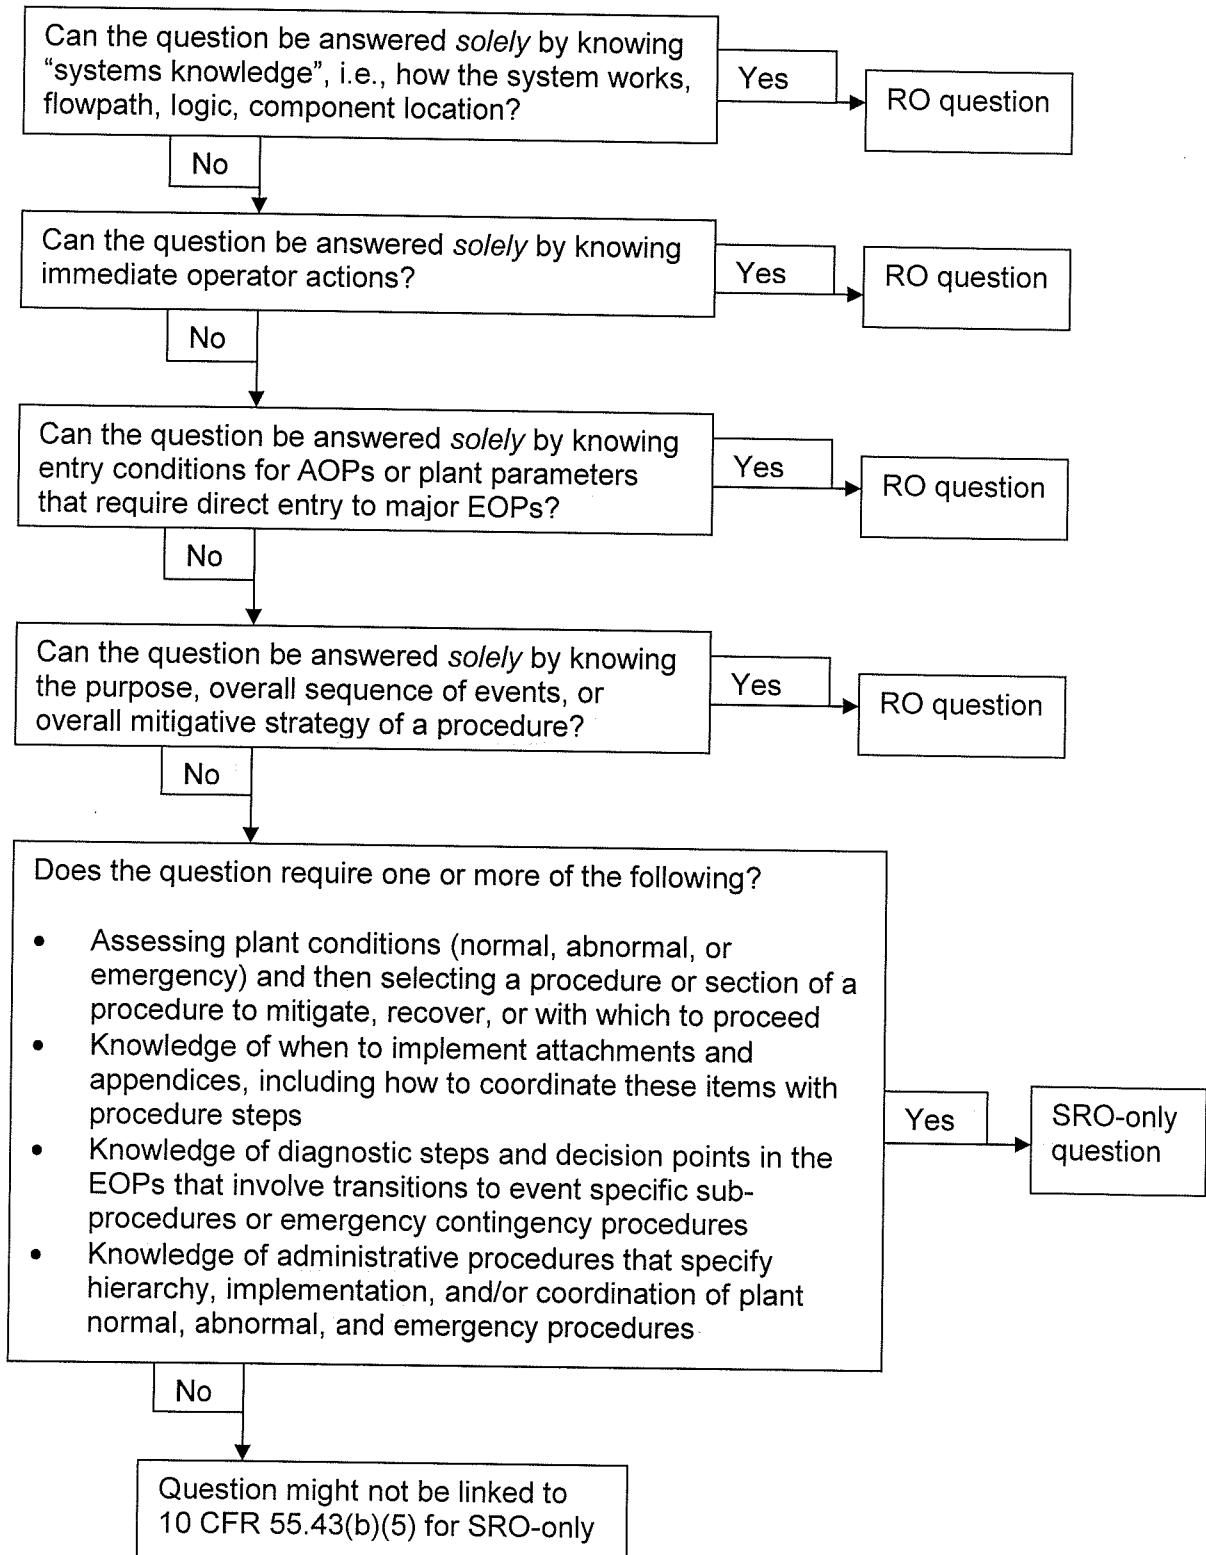 Can the question be answered solely by knowing
"systems knowledge", i.e., how the system works,
flowpath, logic, component location?
Yes
RO question
No
Can the question be answered solely by knowing
immediate operator actions?
Yes
RO question
No
Can the question be answered solely by knowing
entry conditions for AOPs or plant parameters
that require direct entry to major EOPs?
Yes
RO question
No
Can the question be answered solely by knowing
the purpose, overall sequence of events, or
overall mitigative strategy of a procedure?
Yes
RO question
No
Does the question require one or more of the following?
• Assessing plant conditions (normal, abnormal, or
emergency) and then selecting a procedure or section of a
procedure to mitigate, recover, or with which to proceed
• Knowledge of when to implement attachments and
appendices, including how to coordinate these items with
procedure steps
• Knowledge of diagnostic steps and decision points in the
EOPs that involve transitions to event specific sub-
procedures or emergency contingency procedures
• Knowledge of administrative procedures that specify
hierarchy, implementation, and/or coordination of plant
normal, abnormal, and emergency procedures
Yes
SRO-only
question
No
Question might not be linked to
10 CFR 55.43(b)(5) for SRO-only